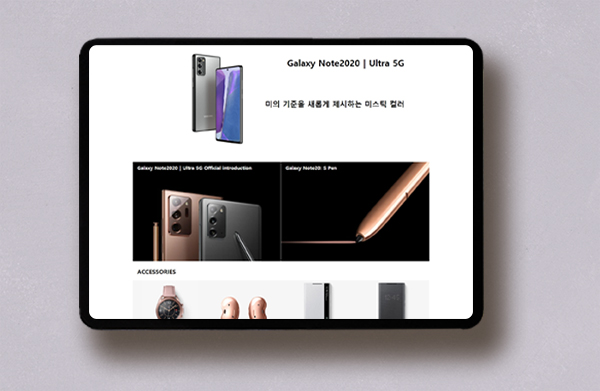 Galaxy Note2020 | Ultra 5G
미의 기준을 새롭게 제시하는 미스틱 컬러
Galaxy Note2020 | Ultra 5G Official Introduction
Galaxy Note20: S Pen
ACCESSORIES